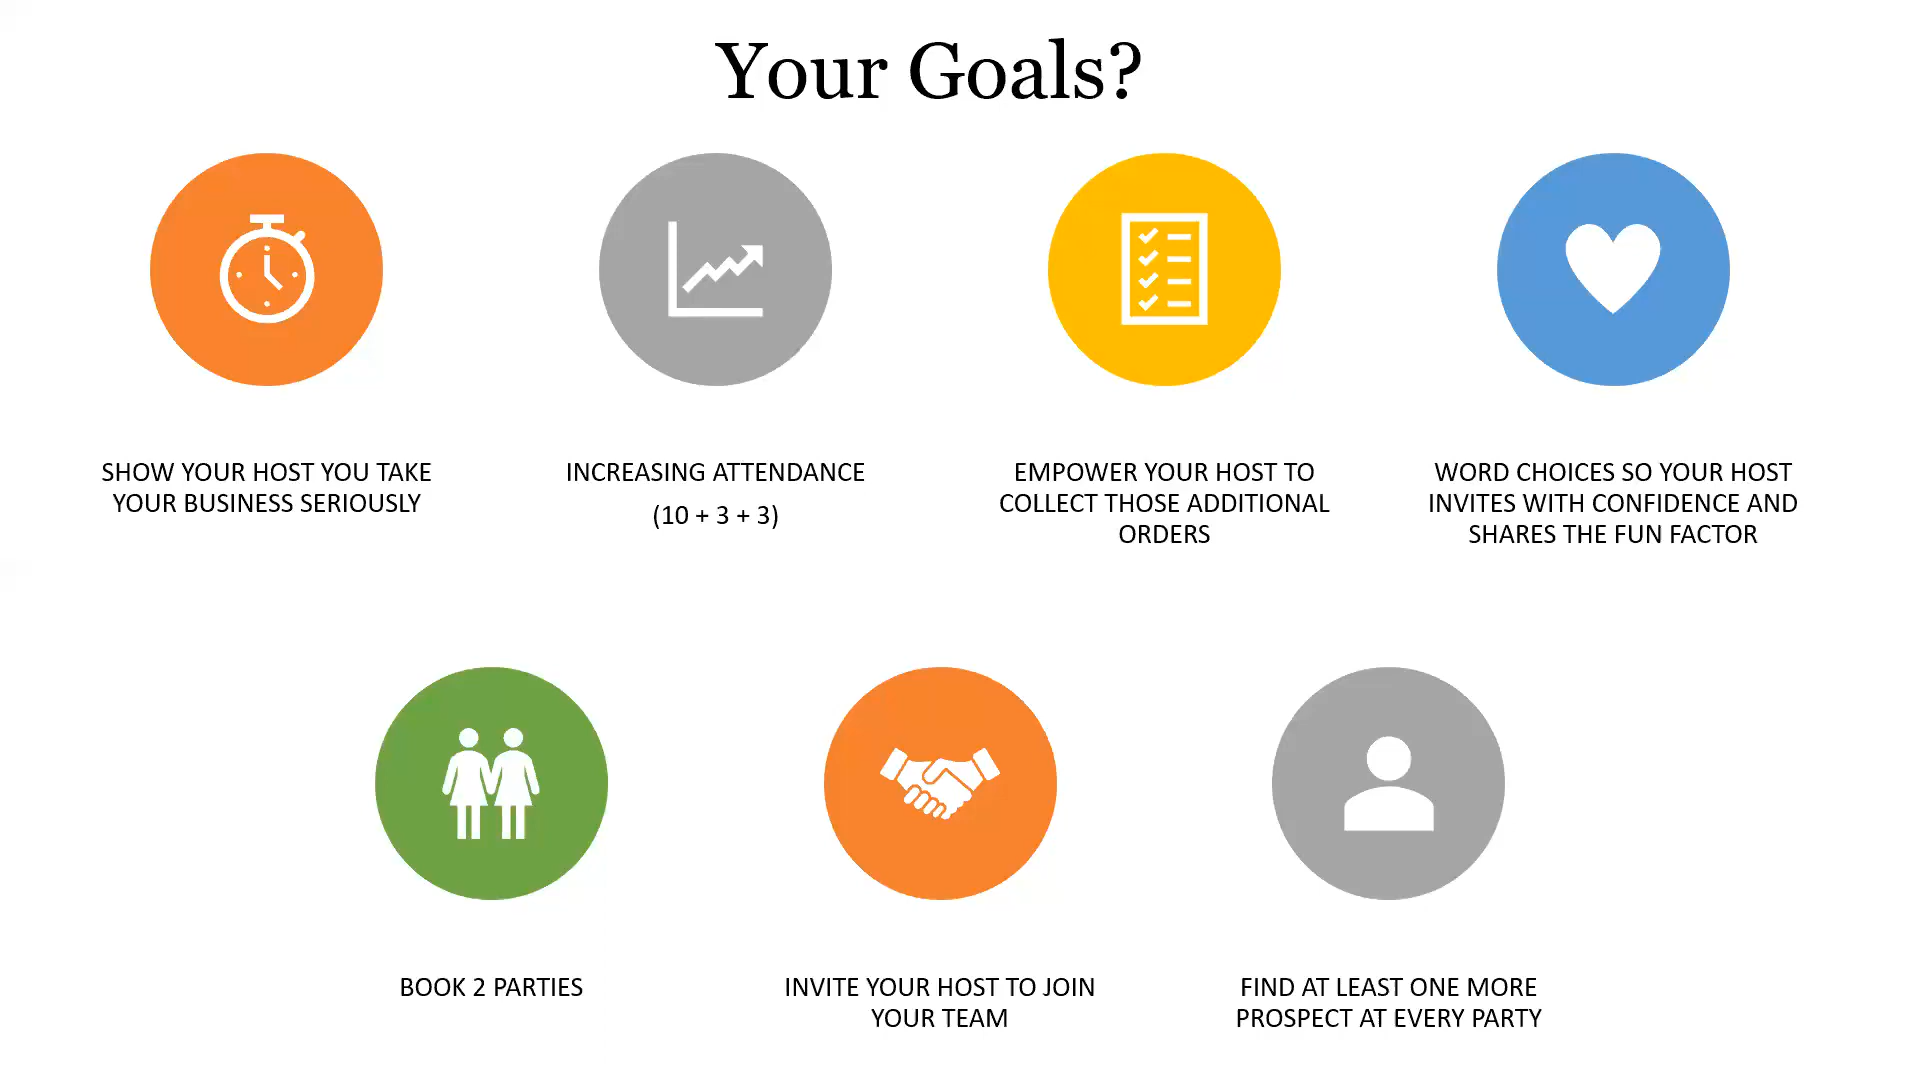 Your Goals?
SHOW YOUR HOST YOU TAKE
YOUR BUSINESS SERIOUSLY
INCREASING ATTENDANCE
(10 + 3 + 3)
EMPOWER YOUR HOST TO
COLLECT THOSE ADDITIONAL
ORDERS
WORD CHOICES SO YOUR HOST
INVITES WITH CONFIDENCE AND
SHARES THE FUN FACTOR
BOOK 2 PARTIES
INVITE YOUR HOST TO JOIN
YOUR TEAM
FIND AT LEAST ONE MORE
PROSPECT AT EVERY PARTY